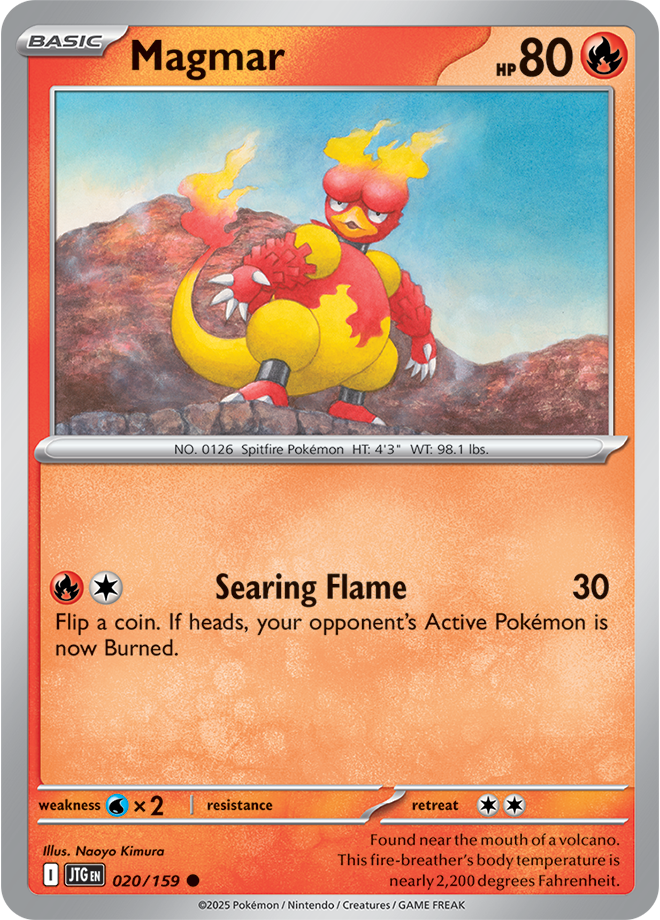 BASIC
Magmar
HP 80
NO. 0126 Spitfire Pokémon HT: 4'3" WT: 98.1 lbs.
Searing Flame 30
Flip a coin. If heads, your opponent's Active Pokémon is
now Burned.
weakness ×2 resistance retreat
Illus. Naoyo Kimura
Found near the mouth of a volcano.
This fire-breather's body temperature is
nearly 2,200 degrees Fahrenheit.
I JTG EN 020/159
©2025 Pokémon / Nintendo / Creatures / GAME FREAK